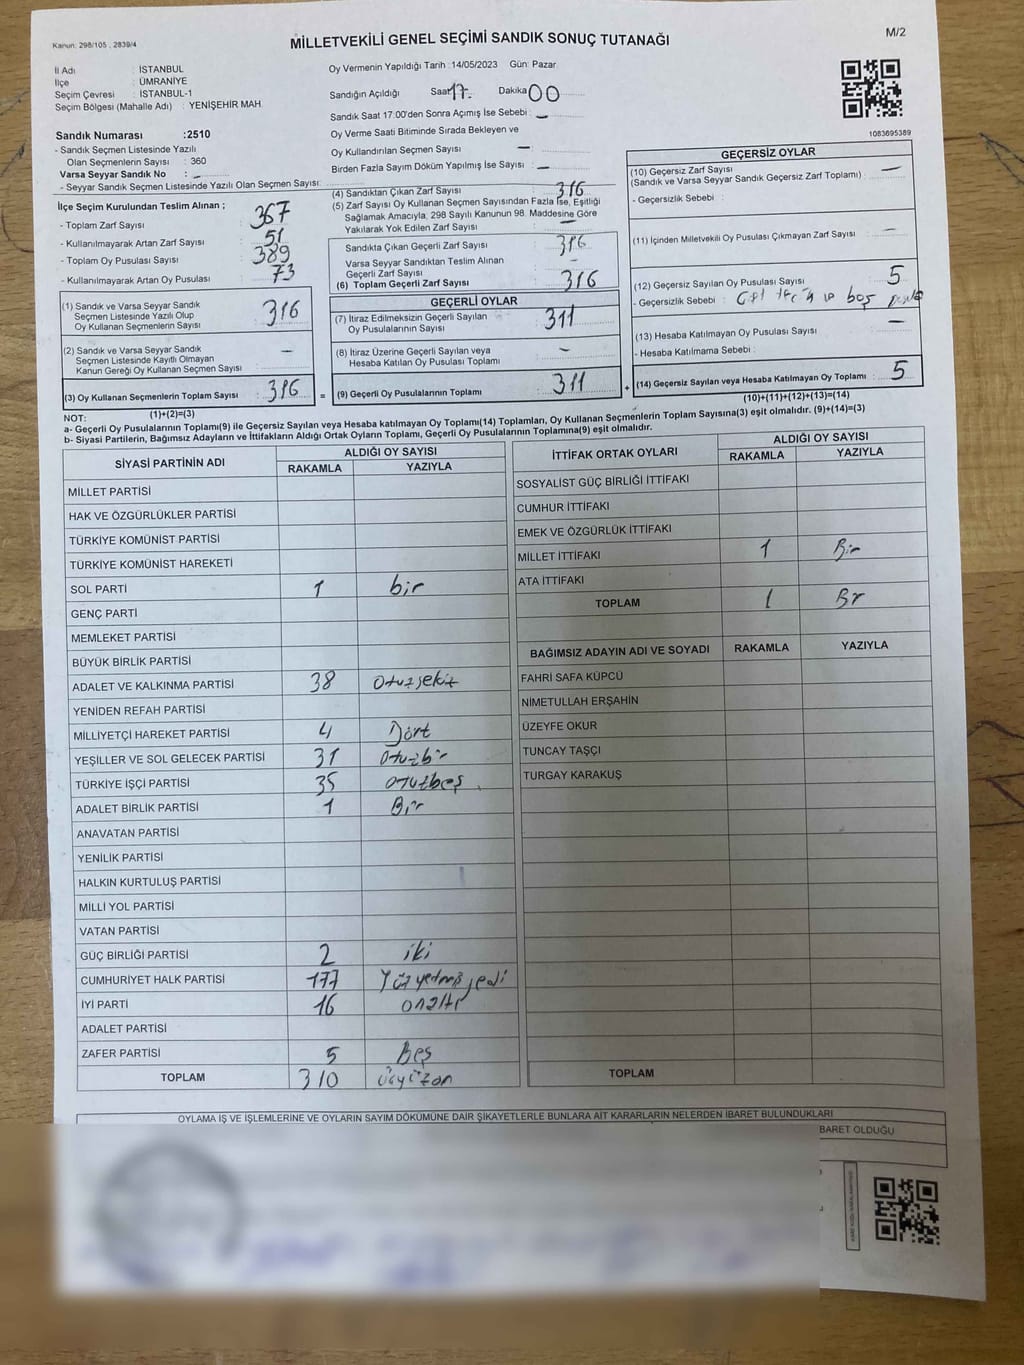 Kanun: 298/105 , 2839/4
MİLLETVEKİLİ GENEL SEÇİMİ SANDIK SONUÇ TUTANAĞI
M/2
İl Adı : İSTANBUL
İlçe : ÜMRANİYE
Seçim Çevresi : İSTANBUL-1
Seçim Bölgesi (Mahalle Adı) : YENİŞEHİR MAH.
Oy Vermenin Yapıldığı Tarih :14/05/2023 Gün: Pazar
Sandığın Açıldığı Saat 17. Dakika 00
Sandık Saat 17:00'den Sonra Açımış İse Sebebi : —
Oy Verme Saati Bitiminde Sırada Bekleyen ve
Oy Kullandırılan Seçmen Sayısı —
Birden Fazla Sayım Döküm Yapılmış İse Sayısı : —
1083695389
Sandık Numarası :2510
- Sandık Seçmen Listesinde Yazılı
Olan Seçmenlerin Sayısı : 360
Varsa Seyyar Sandık No : —
- Seyyar Sandık Seçmen Listesinde Yazılı Olan Seçmen Sayısı:
İlçe Seçim Kurulundan Teslim Alınan ;
- Toplam Zarf Sayısı 367
- Kullanılmayarak Artan Zarf Sayısı 51
- Toplam Oy Pusulası Sayısı 389
- Kullanılmayarak Artan Oy Pusulası 73
(1) Sandık ve Varsa Seyyar Sandık
Seçmen Listesinde Yazılı Olup
Oy Kullanan Seçmenlerin Sayısı 316
(2) Sandık ve Varsa Seyyar Sandık
Seçmen Listesinde Kayıtlı Olmayan
Kanun Gereği Oy Kullanan Seçmen Sayısı : —
(3) Oy Kullanan Seçmenlerin Toplam Sayısı : 316
(1)+(2)=(3)
(4) Sandıktan Çıkan Zarf Sayısı : 316
(5) Zarf Sayısı Oy Kullanan Seçmen Sayısından Fazla İse, Eşitliği
Sağlamak Amacıyla, 298 Sayılı Kanunun 98. Maddesine Göre
Yakılarak Yok Edilen Zarf Sayısı : —
Sandıkta Çıkan Geçerli Zarf Sayısı : 316
Varsa Seyyar Sandıktan Teslim Alınan
Geçerli Zarf Sayısı : —
(6) Toplam Geçerli Zarf Sayısı : 316
GEÇERLİ OYLAR
(7) İtiraz Edilmeksizin Geçerli Sayılan
Oy Pusulalarının Sayısı : 311
(8) İtiraz Üzerine Geçerli Sayılan veya
Hesaba Katılan Oy Pusulası Toplamı : —
= (9) Geçerli Oy Pusulalarının Toplamı : 311
GEÇERSİZ OYLAR
(10) Geçersiz Zarf Sayısı
(Sandık ve Varsa Seyyar Sandık Geçersiz Zarf Toplamı) : —
- Geçersizlik Sebebi :
(11) İçinden Milletvekili Oy Pusulası Çıkmayan Zarf Sayısı : —
(12) Geçersiz Sayılan Oy Pusulası Sayısı : 5
- Geçersizlik Sebebi : boş
(13) Hesaba Katılmayan Oy Pusulası Sayısı : —
- Hesaba Katılmama Sebebi :
+ (14) Geçersiz Sayılan veya Hesaba Katılmayan Oy Toplamı : 5
(10)+(11)+(12)+(13)=(14)
NOT:
a- Geçerli Oy Pusulalarının Toplamı(9) ile Geçersiz Sayılan veya Hesaba katılmayan Oy Toplamı(14) Toplamları, Oy Kullanan Seçmenlerin Toplam Sayısına(3) eşit olmalıdır. (9)+(14)=(3)
b- Siyasi Partilerin, Bağımsız Adayların ve İttifakların Aldığı Ortak Oyların Toplamı, Geçerli Oy Pusulalarının Toplamına(9) eşit olmalıdır.
SİYASİ PARTİNİN ADI
ALDIĞI OY SAYISI
RAKAMLA YAZIYLA
MİLLET PARTİSİ
HAK VE ÖZGÜRLÜKLER PARTİSİ
TÜRKİYE KOMÜNİST PARTİSİ
TÜRKİYE KOMÜNİST HAREKETİ
SOL PARTİ 1 bir
GENÇ PARTİ
MEMLEKET PARTİSİ
BÜYÜK BİRLİK PARTİSİ
ADALET VE KALKINMA PARTİSİ 38 otuzsekiz
YENİDEN REFAH PARTİSİ
MİLLİYETÇİ HAREKET PARTİSİ 4 Dört
YEŞİLLER VE SOL GELECEK PARTİSİ 31 otuzbir
TÜRKİYE İŞÇİ PARTİSİ 35 otuzbeş
ADALET BİRLİK PARTİSİ 1 Bir
ANAVATAN PARTİSİ
YENİLİK PARTİSİ
HALKIN KURTULUŞ PARTİSİ
MİLLİ YOL PARTİSİ
VATAN PARTİSİ
GÜÇ BİRLİĞİ PARTİSİ 2 iki
CUMHURİYET HALK PARTİSİ 177 Yüzyetmişyedi
İYİ PARTİ 16 onaltı
ADALET PARTİSİ
ZAFER PARTİSİ 5 Beş
TOPLAM 310 üçyüzon
İTTİFAK ORTAK OYLARI
ALDIĞI OY SAYISI
RAKAMLA YAZIYLA
SOSYALİST GÜÇ BİRLİĞİ İTTİFAKI
CUMHUR İTTİFAKI
EMEK VE ÖZGÜRLÜK İTTİFAKI
MİLLET İTTİFAKI 1 Bir
ATA İTTİFAKI
TOPLAM 1 Bir
BAĞIMSIZ ADAYIN ADI VE SOYADI RAKAMLA YAZIYLA
FAHRİ SAFA KÜPCÜ
NİMETULLAH ERŞAHİN
ÜZEYFE OKUR
TUNCAY TAŞÇI
TURGAY KARAKUŞ
TOPLAM
OYLAMA İŞ VE İŞLEMLERİNE VE OYLARIN SAYIM DÖKÜMÜNE DAİR ŞİKAYETLERLE BUNLARA AİT KARARLARIN NELERDEN İBARET BULUNDUKLARI
BARET OLDUĞU